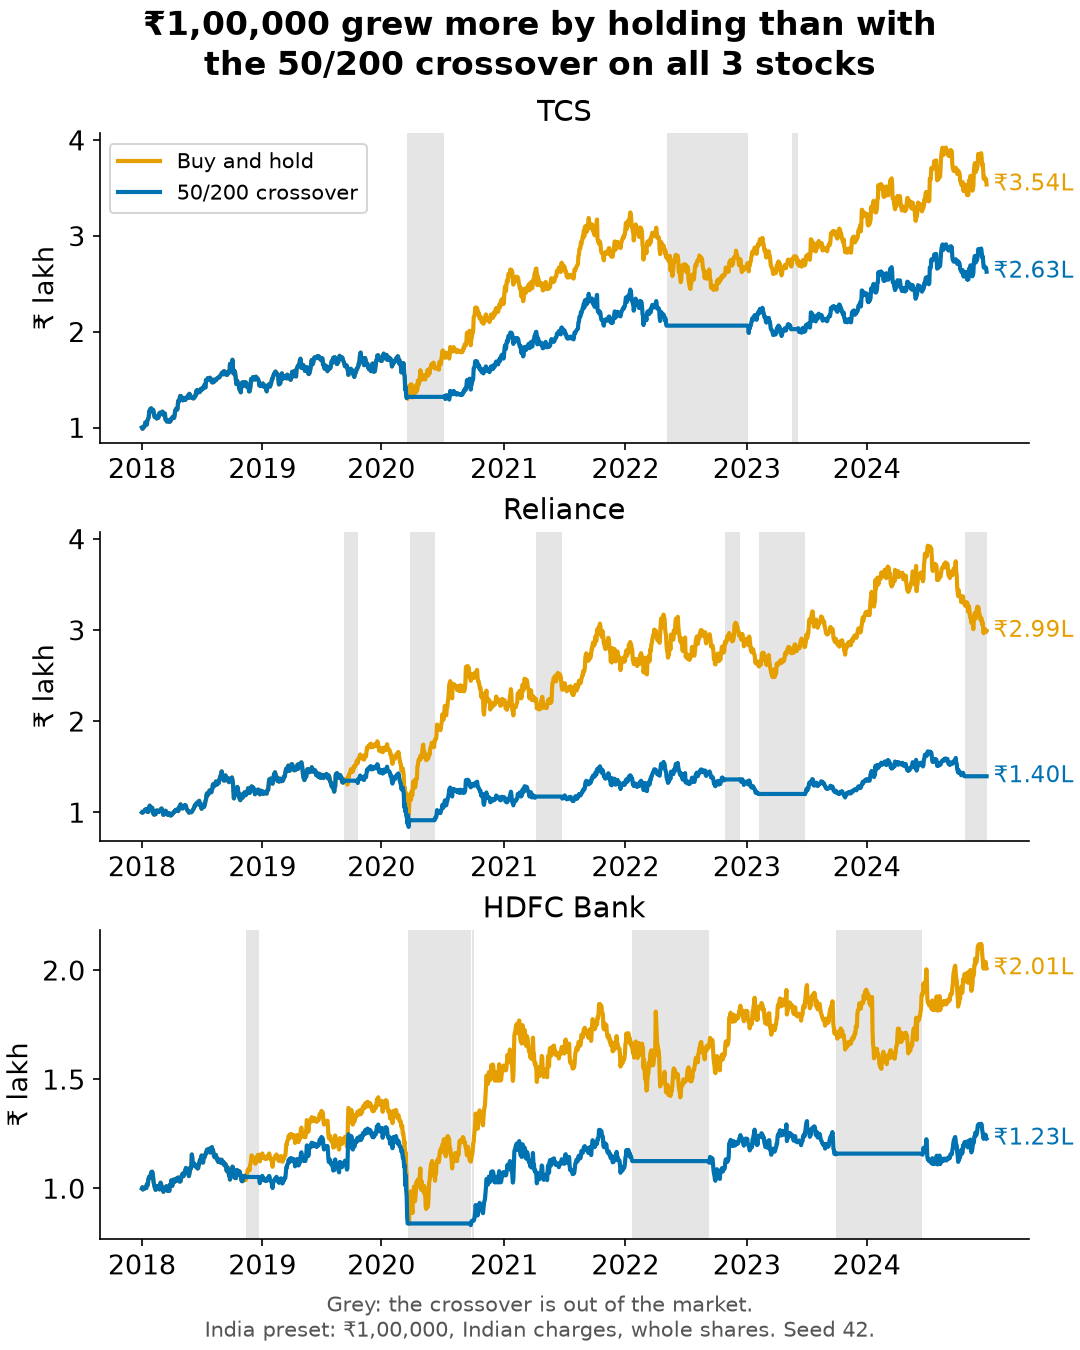 ₹1,00,000 grew more by holding than with
the 50/200 crossover on all 3 stocks
TCS
Buy and hold
50/200 crossover
₹ lakh
4
3
2
1
₹3.54L
₹2.63L
2018 2019 2020 2021 2022 2023 2024
Reliance
₹ lakh
4
3
2
1
₹2.99L
₹1.40L
2018 2019 2020 2021 2022 2023 2024
HDFC Bank
₹ lakh
2.0
1.5
1.0
₹2.01L
₹1.23L
2018 2019 2020 2021 2022 2023 2024
Grey: the crossover is out of the market.
India preset: ₹1,00,000, Indian charges, whole shares. Seed 42.